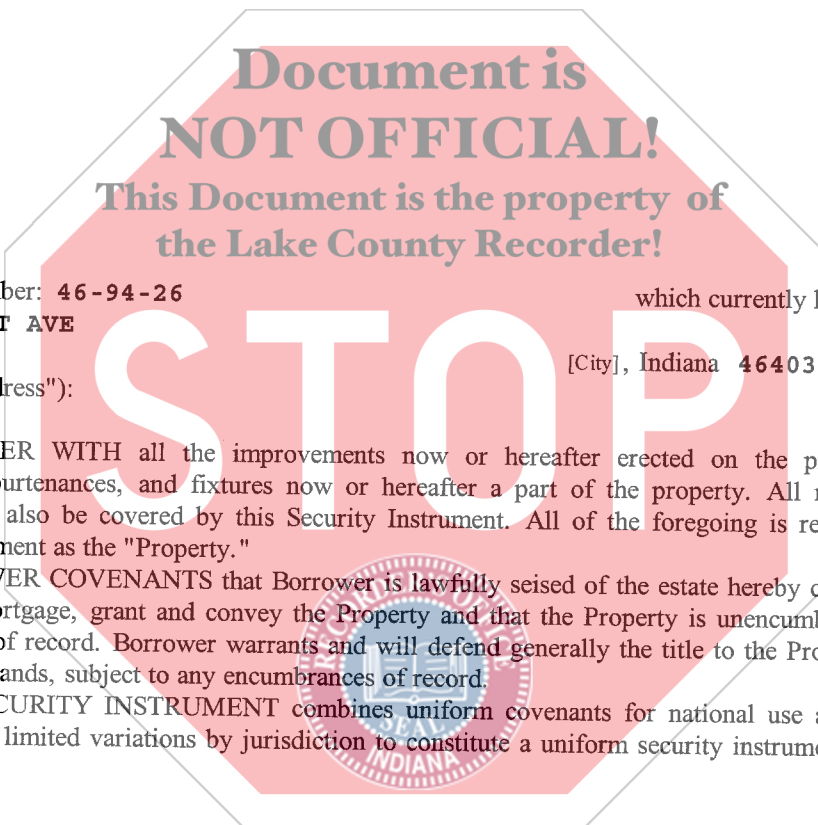 Document is
NOT OFFICIAL!
This Document is the property of
the Lake County Recorder!
ber: 46-94-26 which currently
T AVE
[City], Indiana 46403
dress"):
STOP
ER WITH all the improvements now or hereafter erected on the p
purtenances, and fixtures now or hereafter a part of the property. All
also be covered by this Security Instrument. All of the foregoing is re
ment as the "Property."
VER COVENANTS that Borrower is lawfully seised of the estate hereby c
ortgage, grant and convey the Property and that the Property is unencumb
of record. Borrower warrants and will defend generally the title to the Pro
ands, subject to any encumbrances of record.
CURITY INSTRUMENT combines uniform covenants for national use a
limited variations by jurisdiction to constitute a uniform security instrume
SEAL
INDIANA